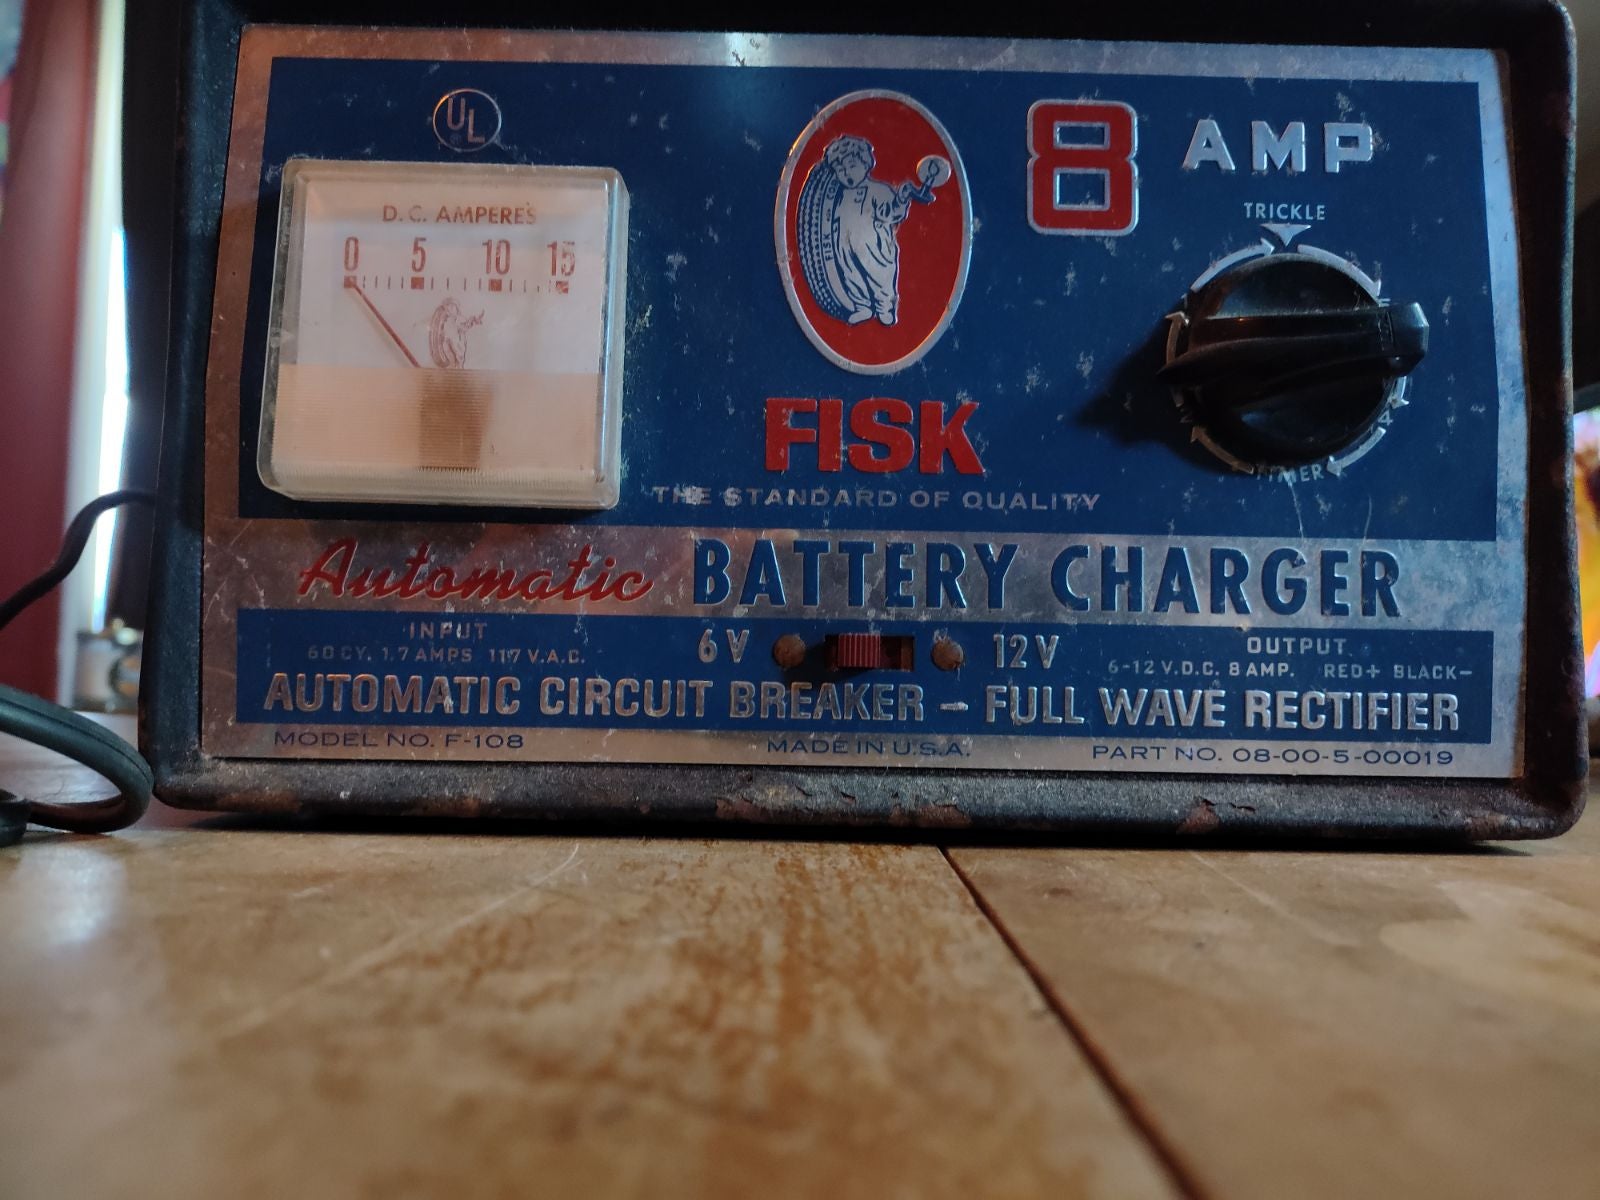 UL
8 AMP
D.C. AMPERES
0 5 10 15
TRICKLE
FISK
FISK
THE STANDARD OF QUALITY
TIMER
Automatic BATTERY CHARGER
INPUT
60 CY. 1.7 AMPS 117 V.A.C.
6V 12V
OUTPUT
6-12 V.D.C. 8 AMP. RED+ BLACK-
AUTOMATIC CIRCUIT BREAKER – FULL WAVE RECTIFIER
MODEL NO. F-108
MADE IN U.S.A.
PART NO. 08-00-5-00019